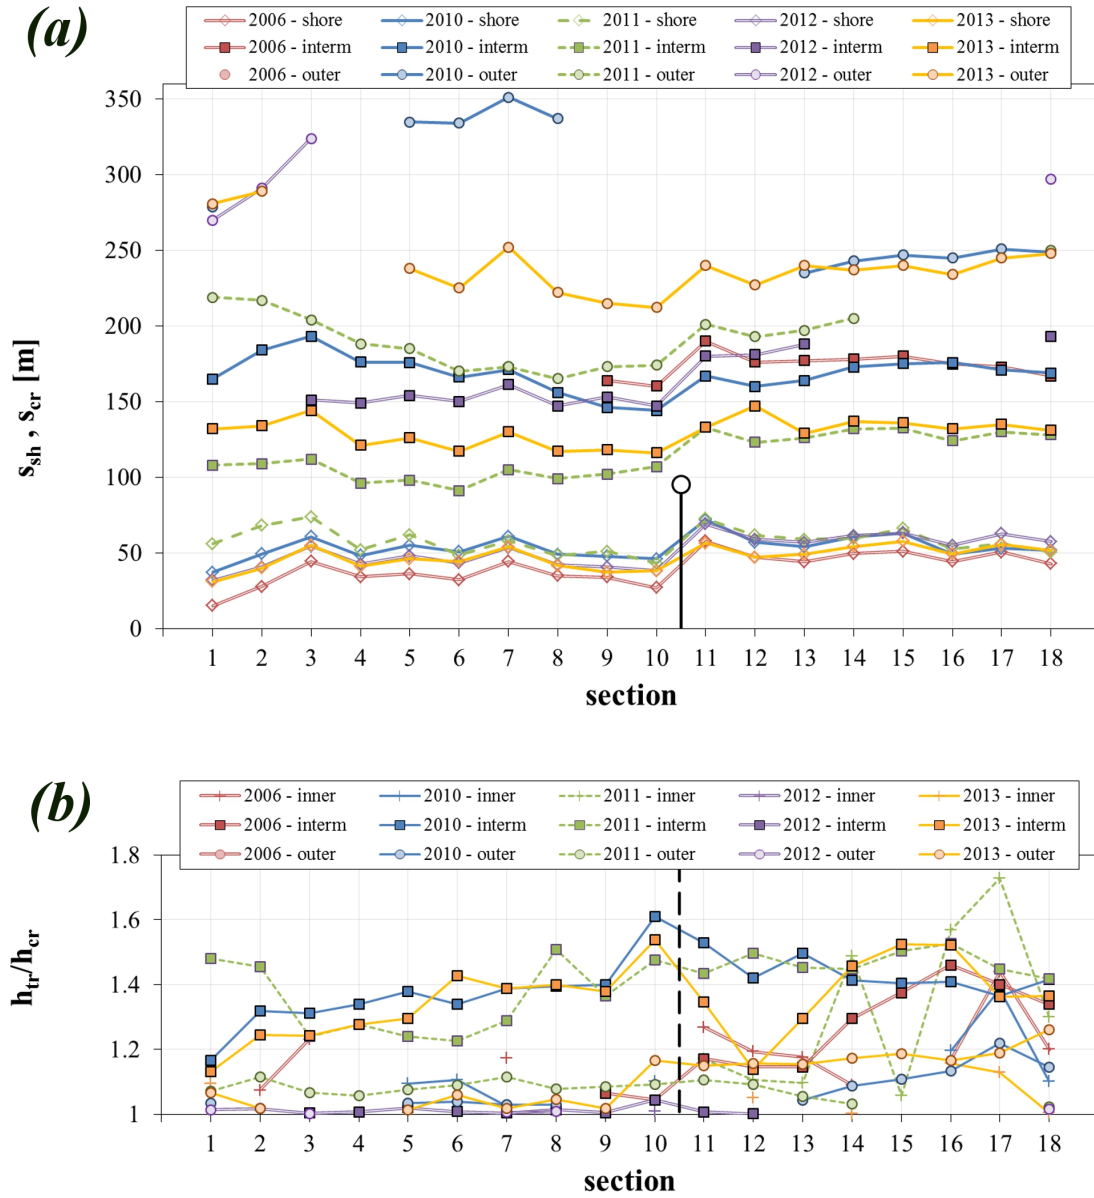 (a)
2006 - shore 2010 - shore 2011 - shore 2012 - shore 2013 - shore
2006 - interm 2010 - interm 2011 - interm 2012 - interm 2013 - interm
2006 - outer 2010 - outer 2011 - outer 2012 - outer 2013 - outer
350
300
250
200
150
100
50
0
s_sh , s_cr [m]
1 2 3 4 5 6 7 8 9 10 11 12 13 14 15 16 17 18
section
(b)
2006 - inner 2010 - inner 2011 - inner 2012 - inner 2013 - inner
2006 - interm 2010 - interm 2011 - interm 2012 - interm 2013 - interm
2006 - outer 2010 - outer 2011 - outer 2012 - outer 2013 - outer
1.8
1.6
1.4
1.2
1
h_tr/h_cr
1 2 3 4 5 6 7 8 9 10 11 12 13 14 15 16 17 18
section